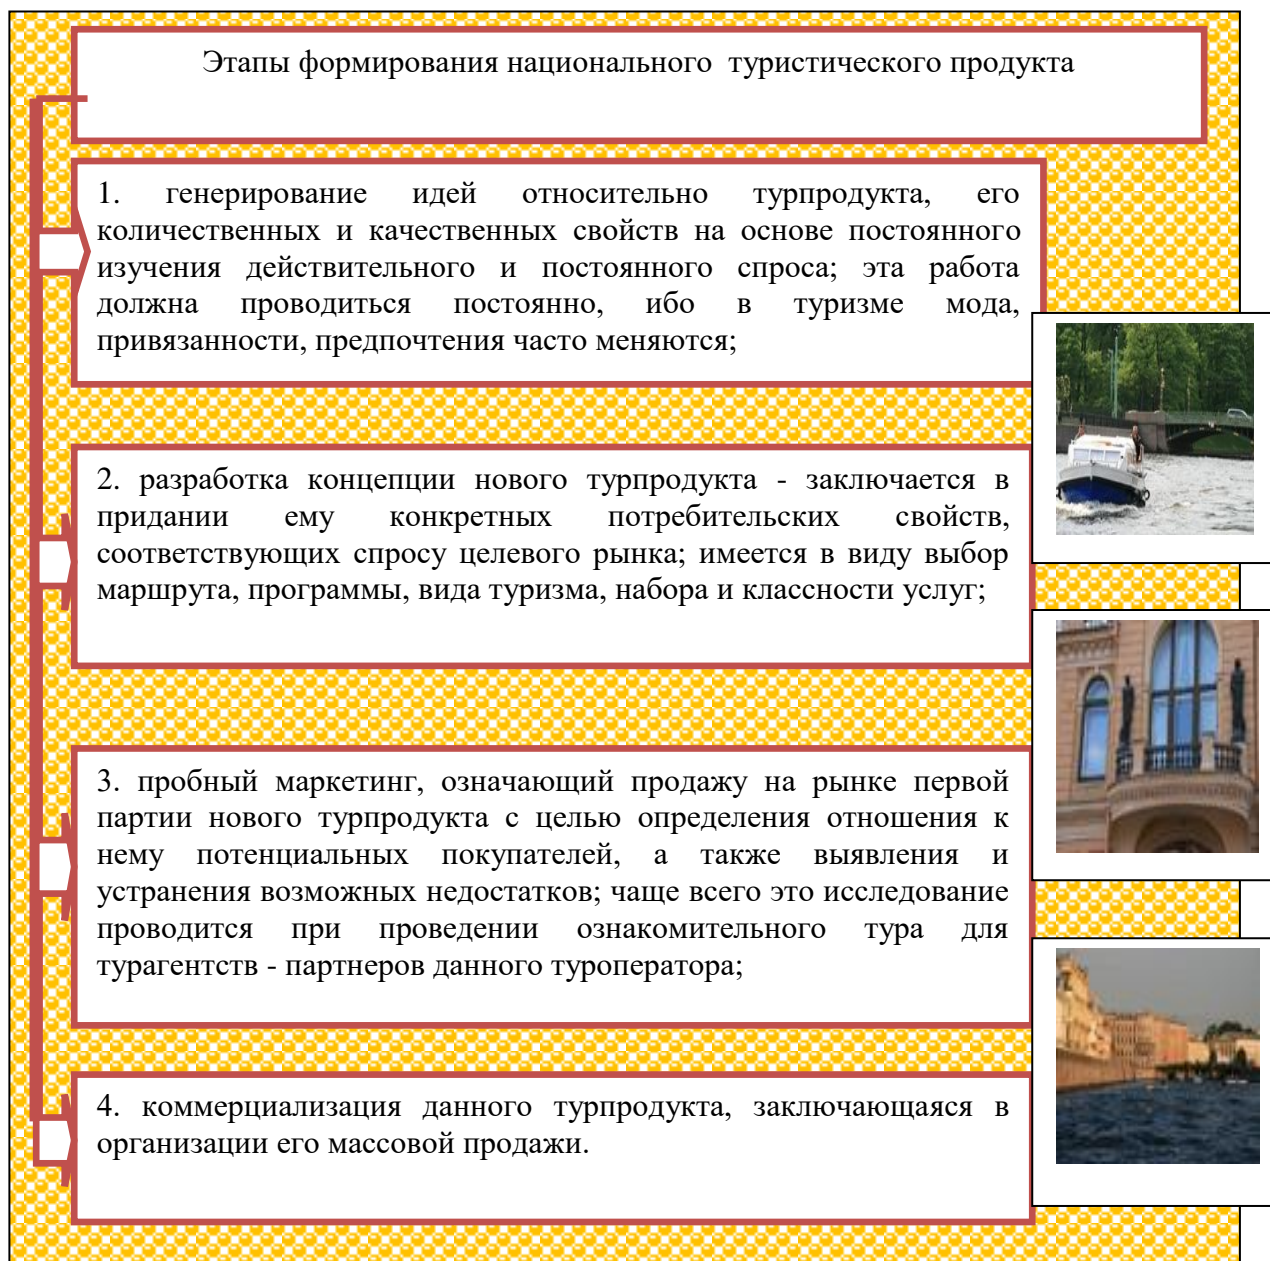 Этапы формирования национального туристического продукта
1. генерирование идей относительно турпродукта, его
количественных и качественных свойств на основе постоянного
изучения действительного и постоянного спроса; эта работа
должна проводиться постоянно, ибо в туризме мода,
привязанности, предпочтения часто меняются;
2. разработка концепции нового турпродукта - заключается в
придании ему конкретных потребительских свойств,
соответствующих спросу целевого рынка; имеется в виду выбор
маршрута, программы, вида туризма, набора и классности услуг;
3. пробный маркетинг, означающий продажу на рынке первой
партии нового турпродукта с целью определения отношения к
нему потенциальных покупателей, а также выявления и
устранения возможных недостатков; чаще всего это исследование
проводится при проведении ознакомительного тура для
турагентств - партнеров данного туроператора;
4. коммерциализация данного турпродукта, заключающаяся в
организации его массовой продажи.